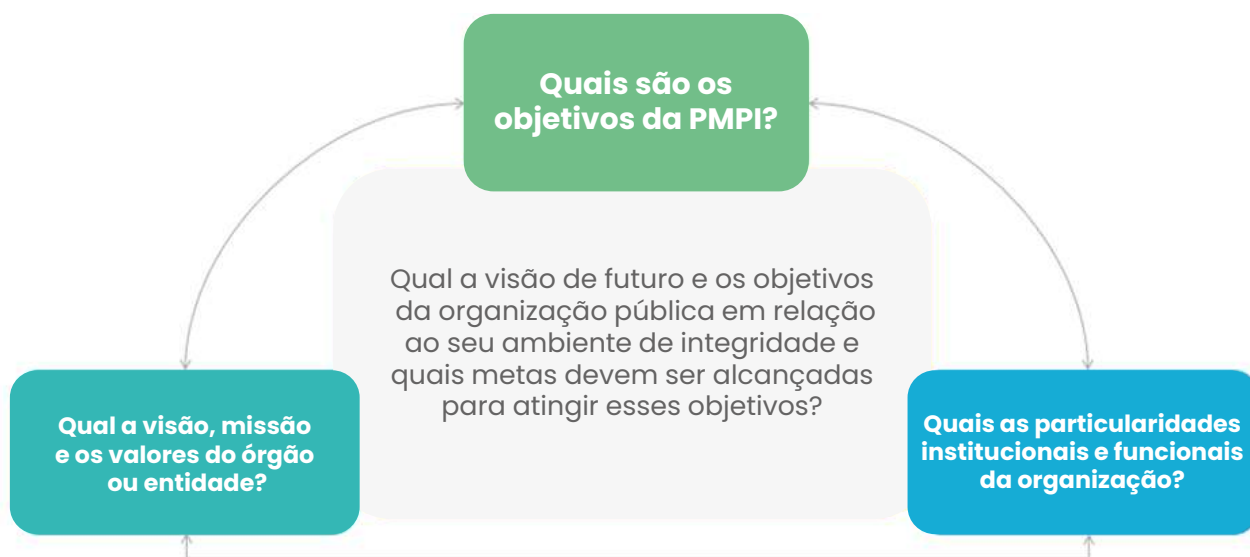 Quais são os
objetivos da PMPI?
Qual a visão de futuro e os objetivos
da organização pública em relação
ao seu ambiente de integridade e
quais metas devem ser alcançadas
para atingir esses objetivos?
Qual a visão, missão
e os valores do órgão
ou entidade?
Quais as particularidades
institucionais e funcionais
da organização?